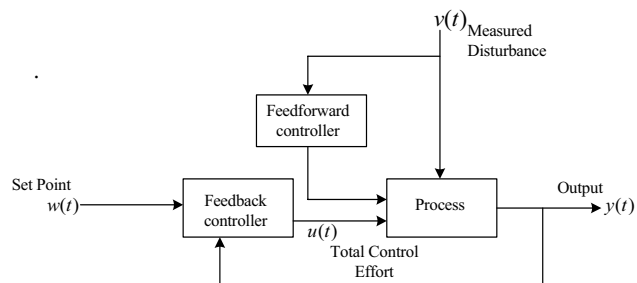 v(t) Measured
Disturbance
Feedforward
controller
Set Point
w(t)
Feedback
controller
Process
Output
y(t)
u(t)
Total Control
Effort